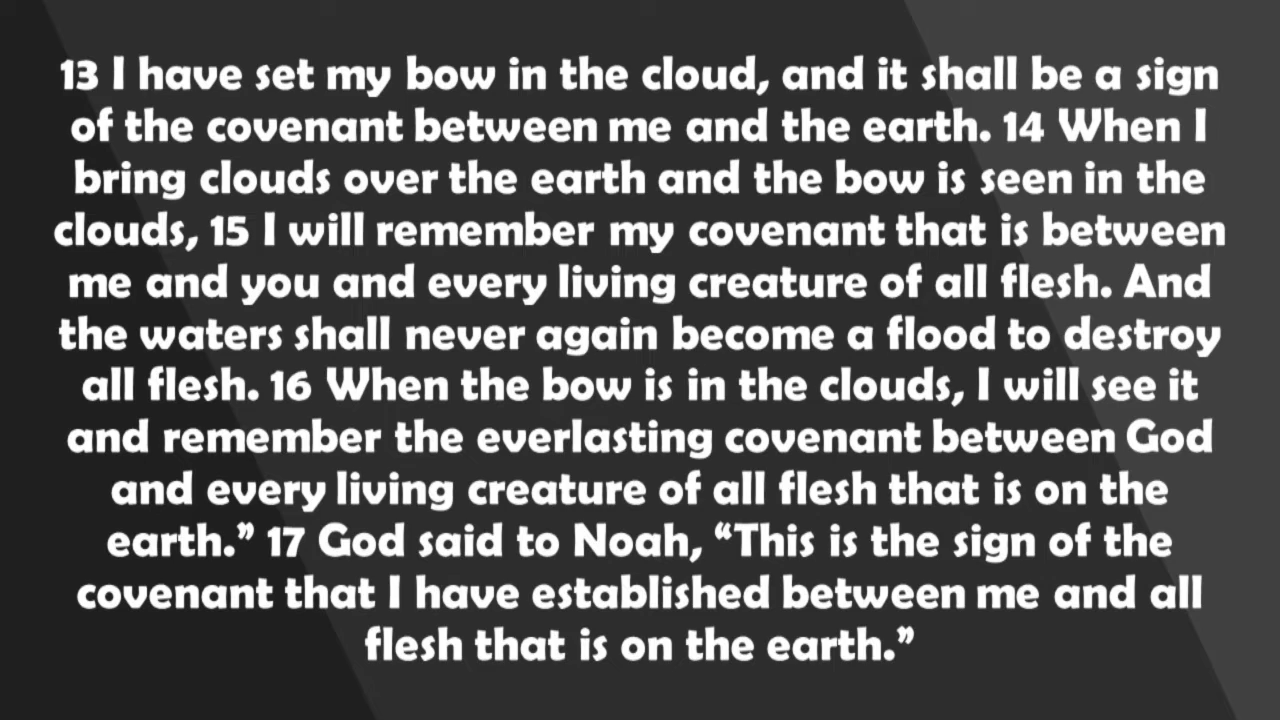 13 I have set my bow in the cloud, and it shall be a sign
of the covenant between me and the earth. 14 When I
bring clouds over the earth and the bow is seen in the
clouds, 15 I will remember my covenant that is between
me and you and every living creature of all flesh. And
the waters shall never again become a flood to destroy
all flesh. 16 When the bow is in the clouds, I will see it
and remember the everlasting covenant between God
and every living creature of all flesh that is on the
earth.” 17 God said to Noah, “This is the sign of the
covenant that I have established between me and all
flesh that is on the earth.”